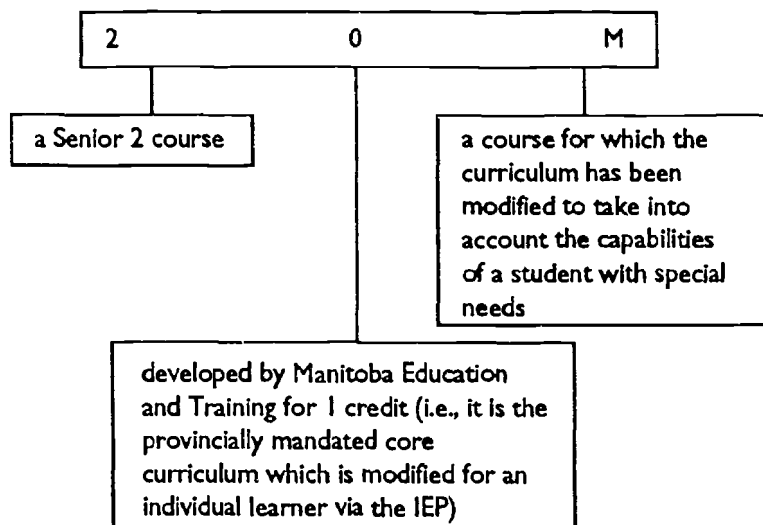 2 0 M
a Senior 2 course
a course for which the
curriculum has been
modified to take into
account the capabilities
of a student with special
needs
developed by Manitoba Education
and Training for 1 credit (i.e., it is the
provincially mandated core
curriculum which is modified for an
individual learner via the IEP)